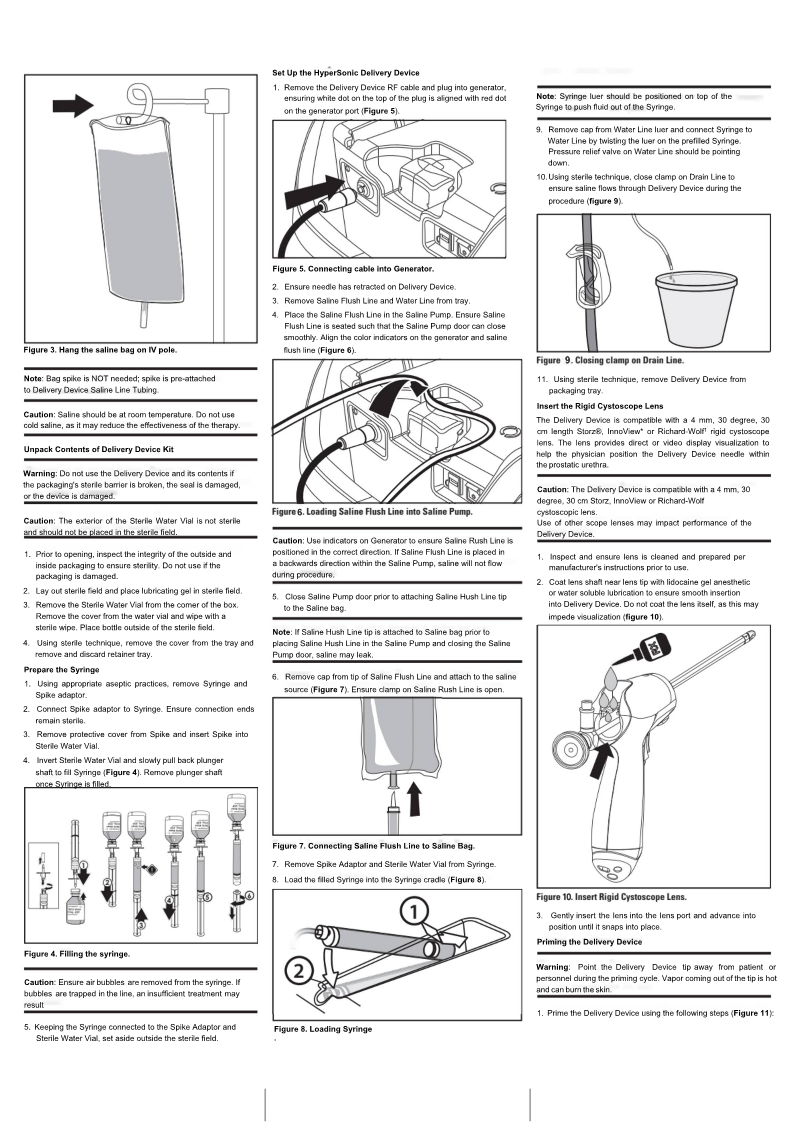 Figure 3. Hang the saline bag on IV pole.
Note: Bag spike is NOT needed; spike is pre-attached
to Delivery Device Saline Line Tubing.
Caution: Saline should be at room temperature. Do not use
cold saline, as it may reduce the effectiveness of the therapy.
Unpack Contents of Delivery Device Kit
Warning: Do not use the Delivery Device and its contents if
the packaging's sterile barrier is broken, the seal is damaged,
or the device is damaged.
Caution: The exterior of the Sterile Water Vial is not sterile
and should not be placed in the sterile field.
1. Prior to opening, inspect the integrity of the outside and
inside packaging to ensure sterility. Do not use if the
packaging is damaged.
2. Lay out sterile field and place lubricating gel in sterile field.
3. Remove the Sterile Water Vial from the comer of the box.
Remove the cover from the water vial and wipe with a
sterile wipe. Place bottle outside of the sterile field.
4. Using sterile technique, remove the cover from the tray and
remove and discard retainer tray.
Prepare the Syringe
1. Using appropriate aseptic practices, remove Syringe and
Spike adaptor.
2. Connect Spike adaptor to Syringe. Ensure connection ends
remain sterile.
3. Remove protective cover from Spike and insert Spike into
Sterile Water Vial.
4. Invert Sterile Water Vial and slowly pull back plunger
shaft to fill Syringe (Figure 4). Remove plunger shaft
once Syringe is filled.
1
2
3
4
5
6
Figure 4. Filling the syringe.
Caution: Ensure air bubbles are removed from the syringe. If
bubbles are trapped in the line, an insufficient treatment may
result
5. Keeping the Syringe connected to the Spike Adaptor and
Sterile Water Vial, set aside outside the sterile field.
Set Up the HyperSonic Delivery Device
1. Remove the Delivery Device RF cable and plug into generator,
ensuring white dot on the top of the plug is aligned with red dot
on the generator port (Figure 5).
Figure 5. Connecting cable into Generator.
2. Ensure needle has retracted on Delivery Device.
3. Remove Saline Flush Line and Water Line from tray.
4. Place the Saline Flush Line in the Saline Pump. Ensure Saline
Flush Line is seated such that the Saline Pump door can close
smoothly. Align the color indicators on the generator and saline
flush line (Figure 6).
Figure 6. Loading Saline Flush Line into Saline Pump.
Caution: Use indicators on Generator to ensure Saline Rush Line is
positioned in the correct direction. If Saline Flush Line is placed in
a backwards direction within the Saline Pump, saline will not flow
during procedure.
5. Close Saline Pump door prior to attaching Saline Hush Line tip
to the Saline bag.
Note: If Saline Hush Line tip is attached to Saline bag prior to
placing Saline Hush Line in the Saline Pump and closing the Saline
Pump door, saline may leak.
6. Remove cap from tip of Saline Flush Line and attach to the saline
source (Figure 7). Ensure clamp on Saline Rush Line is open.
Figure 7. Connecting Saline Flush Line to Saline Bag.
7. Remove Spike Adaptor and Sterile Water Vial from Syringe.
8. Load the filled Syringe into the Syringe cradle (Figure 8).
1
2
Figure 8. Loading Syringe
Note: Syringe luer should be positioned on top of the
Syringe to push fluid out of the Syringe.
9. Remove cap from Water Line luer and connect Syringe to
Water Line by twisting the luer on the prefilled Syringe.
Pressure relief valve on Water Line should be pointing
down.
10. Using sterile technique, close clamp on Drain Line to
ensure saline flows through Delivery Device during the
procedure (figure 9).
Figure 9. Closing clamp on Drain Line.
11. Using sterile technique, remove Delivery Device from
packaging tray.
Insert the Rigid Cystoscope Lens
The Delivery Device is compatible with a 4 mm, 30 degree, 30
cm length Storz®, InnoView* or Richard-Wolf† rigid cystoscope
lens. The lens provides direct or video display visualization to
help the physician position the Delivery Device needle within
the prostatic urethra.
Caution: The Delivery Device is compatible with a 4 mm, 30
degree, 30 cm Storz, InnoView or Richard-Wolf
cystoscopic lens.
Use of other scope lenses may impact performance of the
Delivery Device.
1. Inspect and ensure lens is cleaned and prepared per
manufacturer's instructions prior to use.
2. Coat lens shaft near lens tip with lidocaine gel anesthetic
or water soluble lubrication to ensure smooth insertion
into Delivery Device. Do not coat the lens itself, as this may
impede visualization (figure 10).
Figure 10. Insert Rigid Cystoscope Lens.
3. Gently insert the lens into the lens port and advance into
position until it snaps into place.
Priming the Delivery Device
Warning: Point the Delivery Device tip away from patient or
personnel during the priming cycle. Vapor coming out of the tip is hot
and can burn the skin.
1. Prime the Delivery Device using the following steps (Figure 11):